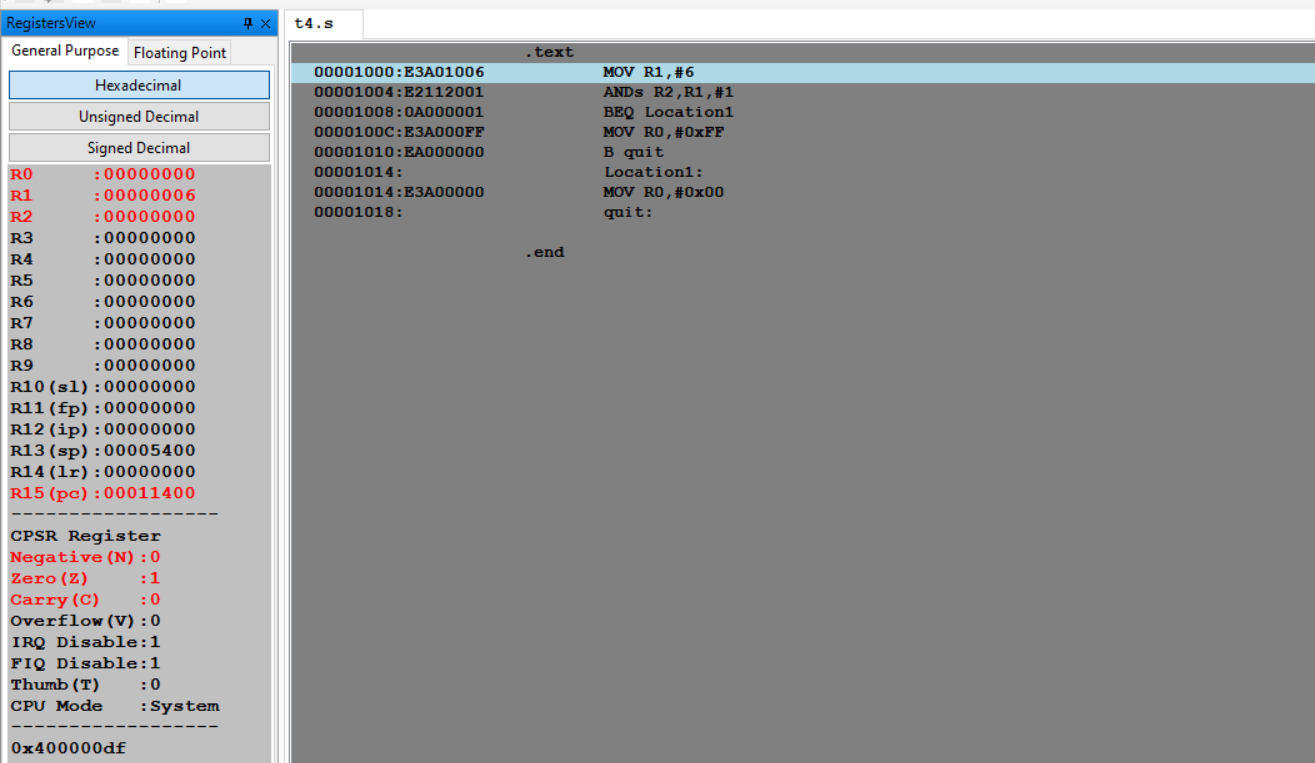 RegistersView
General Purpose Floating Point
Hexadecimal
Unsigned Decimal
Signed Decimal
R0 :00000000
R1 :00000006
R2 :00000000
R3 :00000000
R4 :00000000
R5 :00000000
R6 :00000000
R7 :00000000
R8 :00000000
R9 :00000000
R10(sl):00000000
R11(fp):00000000
R12(ip):00000000
R13(sp):00005400
R14(lr):00000000
R15(pc):00011400
------------------
CPSR Register
Negative(N):0
Zero(Z) :1
Carry(C) :0
Overflow(V):0
IRQ Disable:1
FIQ Disable:1
Thumb(T) :0
CPU Mode :System
------------------
0x400000df
t4.s
.text
00001000:E3A01006 MOV R1,#6
00001004:E2112001 ANDs R2,R1,#1
00001008:0A000001 BEQ Location1
0000100C:E3A000FF MOV R0,#0xFF
00001010:EA000000 B quit
00001014: Location1:
00001014:E3A00000 MOV R0,#0x00
00001018: quit:
.end